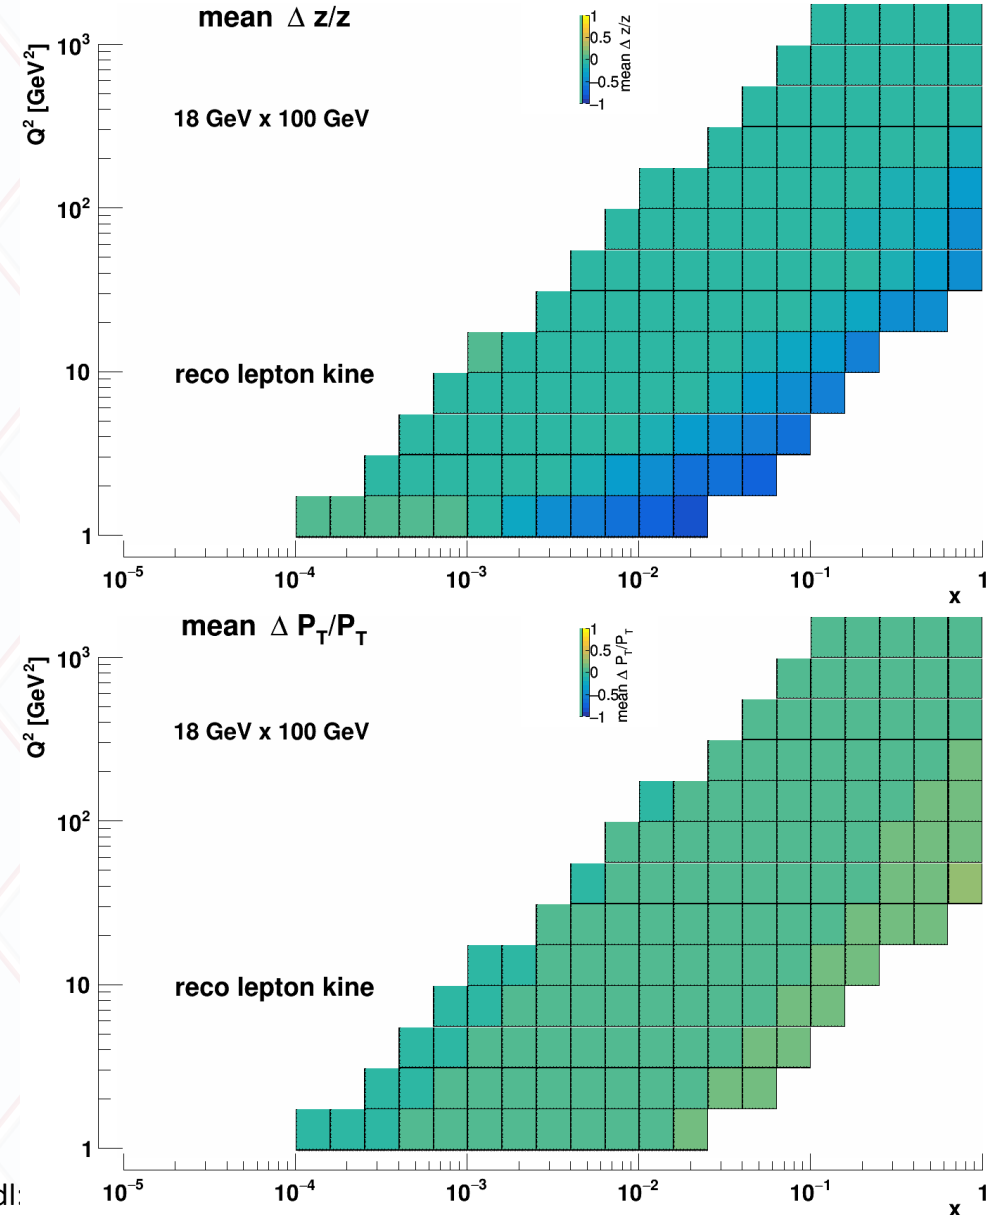 mean Δ z/z
18 GeV x 100 GeV
reco lepton kine
Q² [GeV²]
10³
10²
10
1
10⁻⁵
10⁻⁴
10⁻³
10⁻²
10⁻¹
1
x
1
0.5
0
−0.5
−1
mean Δ z/z
mean Δ P_T/P_T
18 GeV x 100 GeV
reco lepton kine
Q² [GeV²]
10³
10²
10
1
10⁻⁵
10⁻⁴
10⁻³
10⁻²
10⁻¹
1
x
1
0.5
0
−0.5
−1
mean Δ P_T/P_T